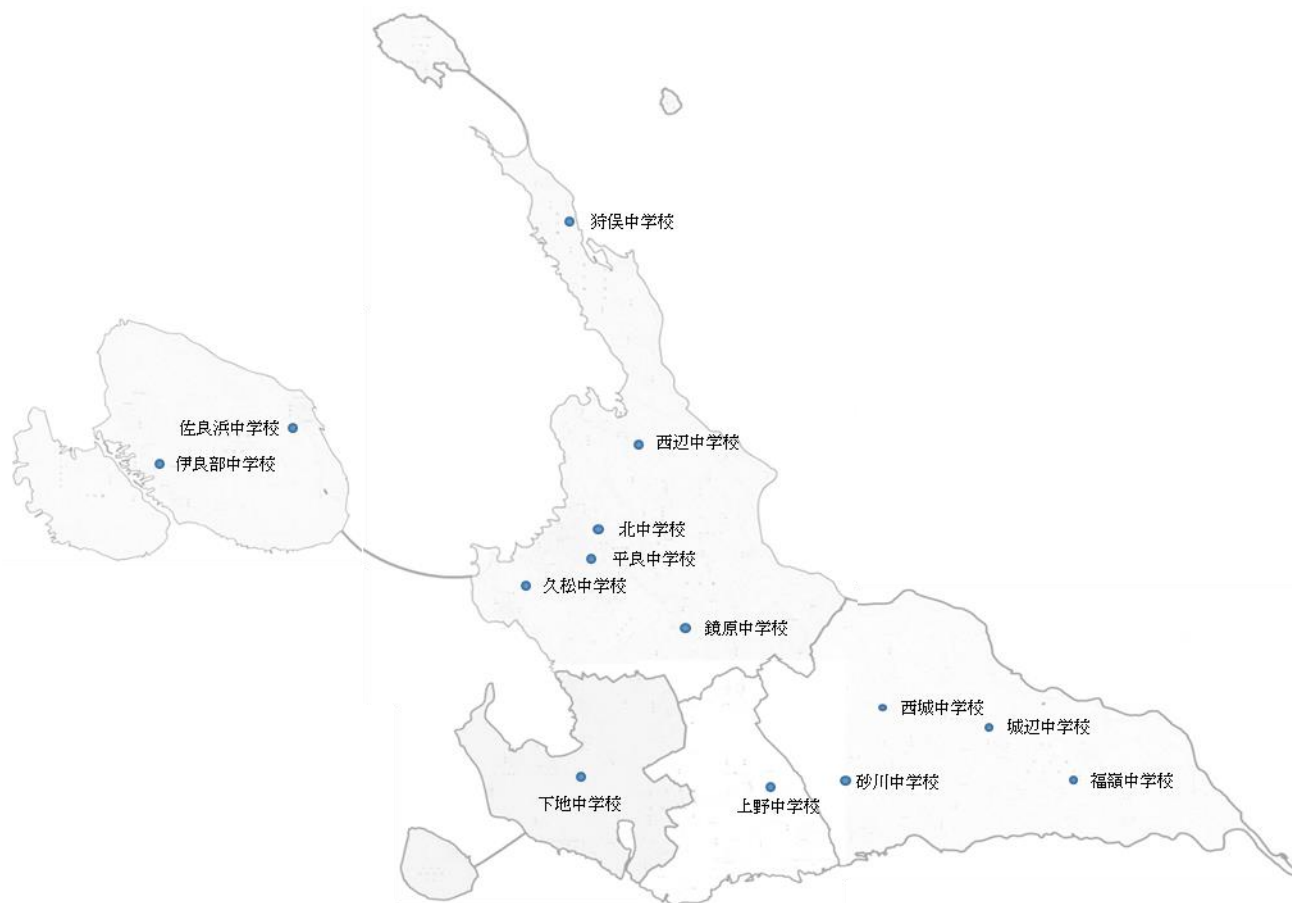 狩俣中学校
佐良浜中学校
西辺中学校
伊良部中学校
北中学校
平良中学校
久松中学校
鏡原中学校
西城中学校
城辺中学校
砂川中学校
福嶺中学校
下地中学校
上野中学校